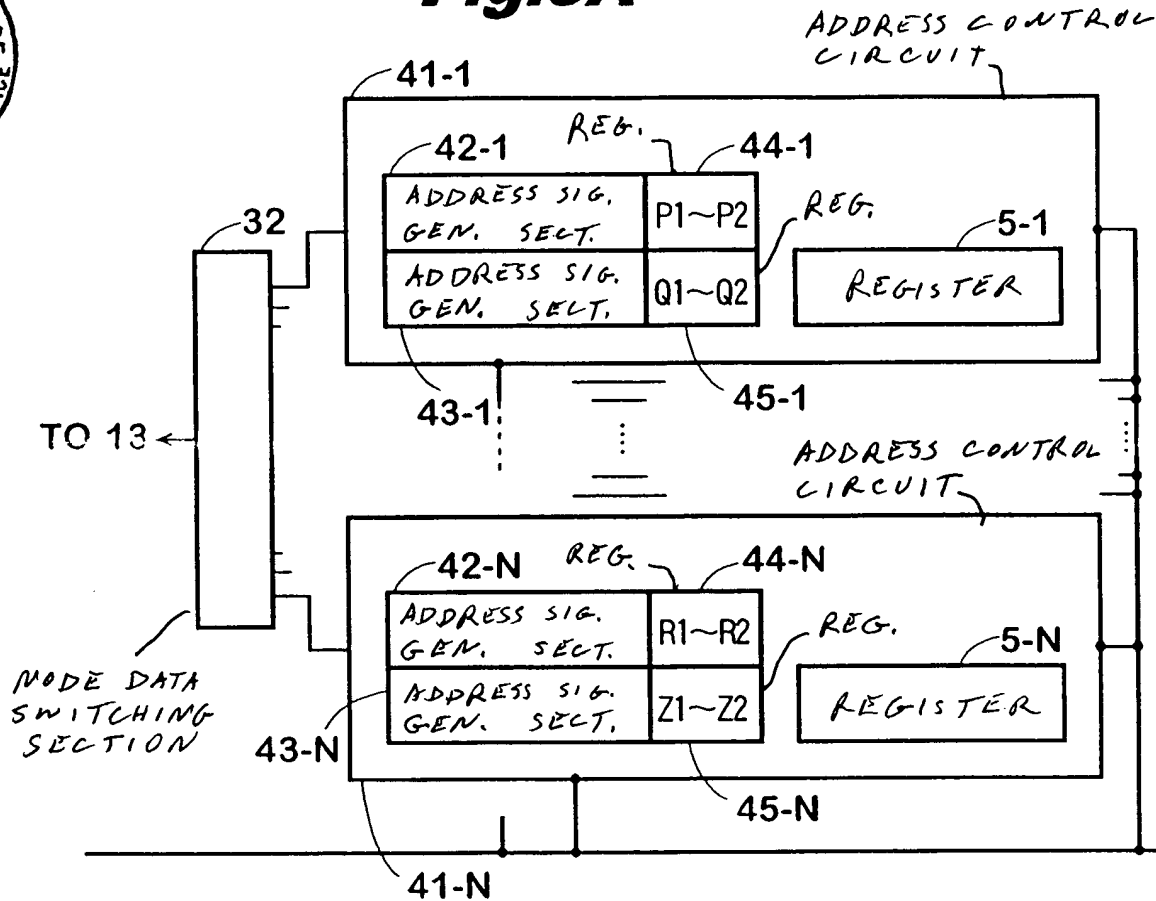 ADDRESS CONTROL
CIRCUIT
41-1
REG.
42-1
44-1
ADDRESS SIG.
GEN. SECT.
P1~P2
REG.
32
5-1
ADDRESS SIG.
GEN. SECT.
Q1~Q2
REGISTER
43-1
45-1
TO 13
ADDRESS CONTROL
CIRCUIT
REG.
42-N
44-N
ADDRESS SIG.
GEN. SECT.
R1~R2
REG.
5-N
ADDRESS SIG.
GEN. SECT.
Z1~Z2
REGISTER
MODE DATA
SWITCHING
SECTION
43-N
45-N
41-N